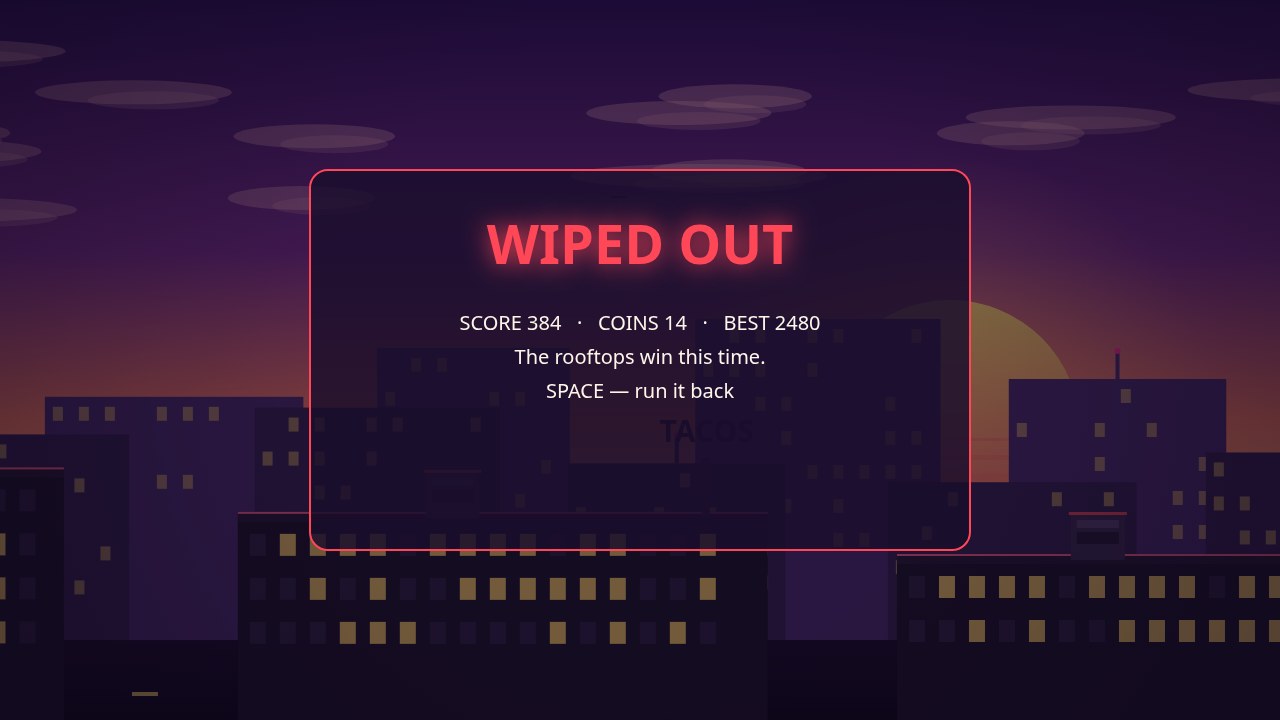 WIPED OUT
SCORE 384 · COINS 14 · BEST 2480
The rooftops win this time.
SPACE — run it back
TACOS